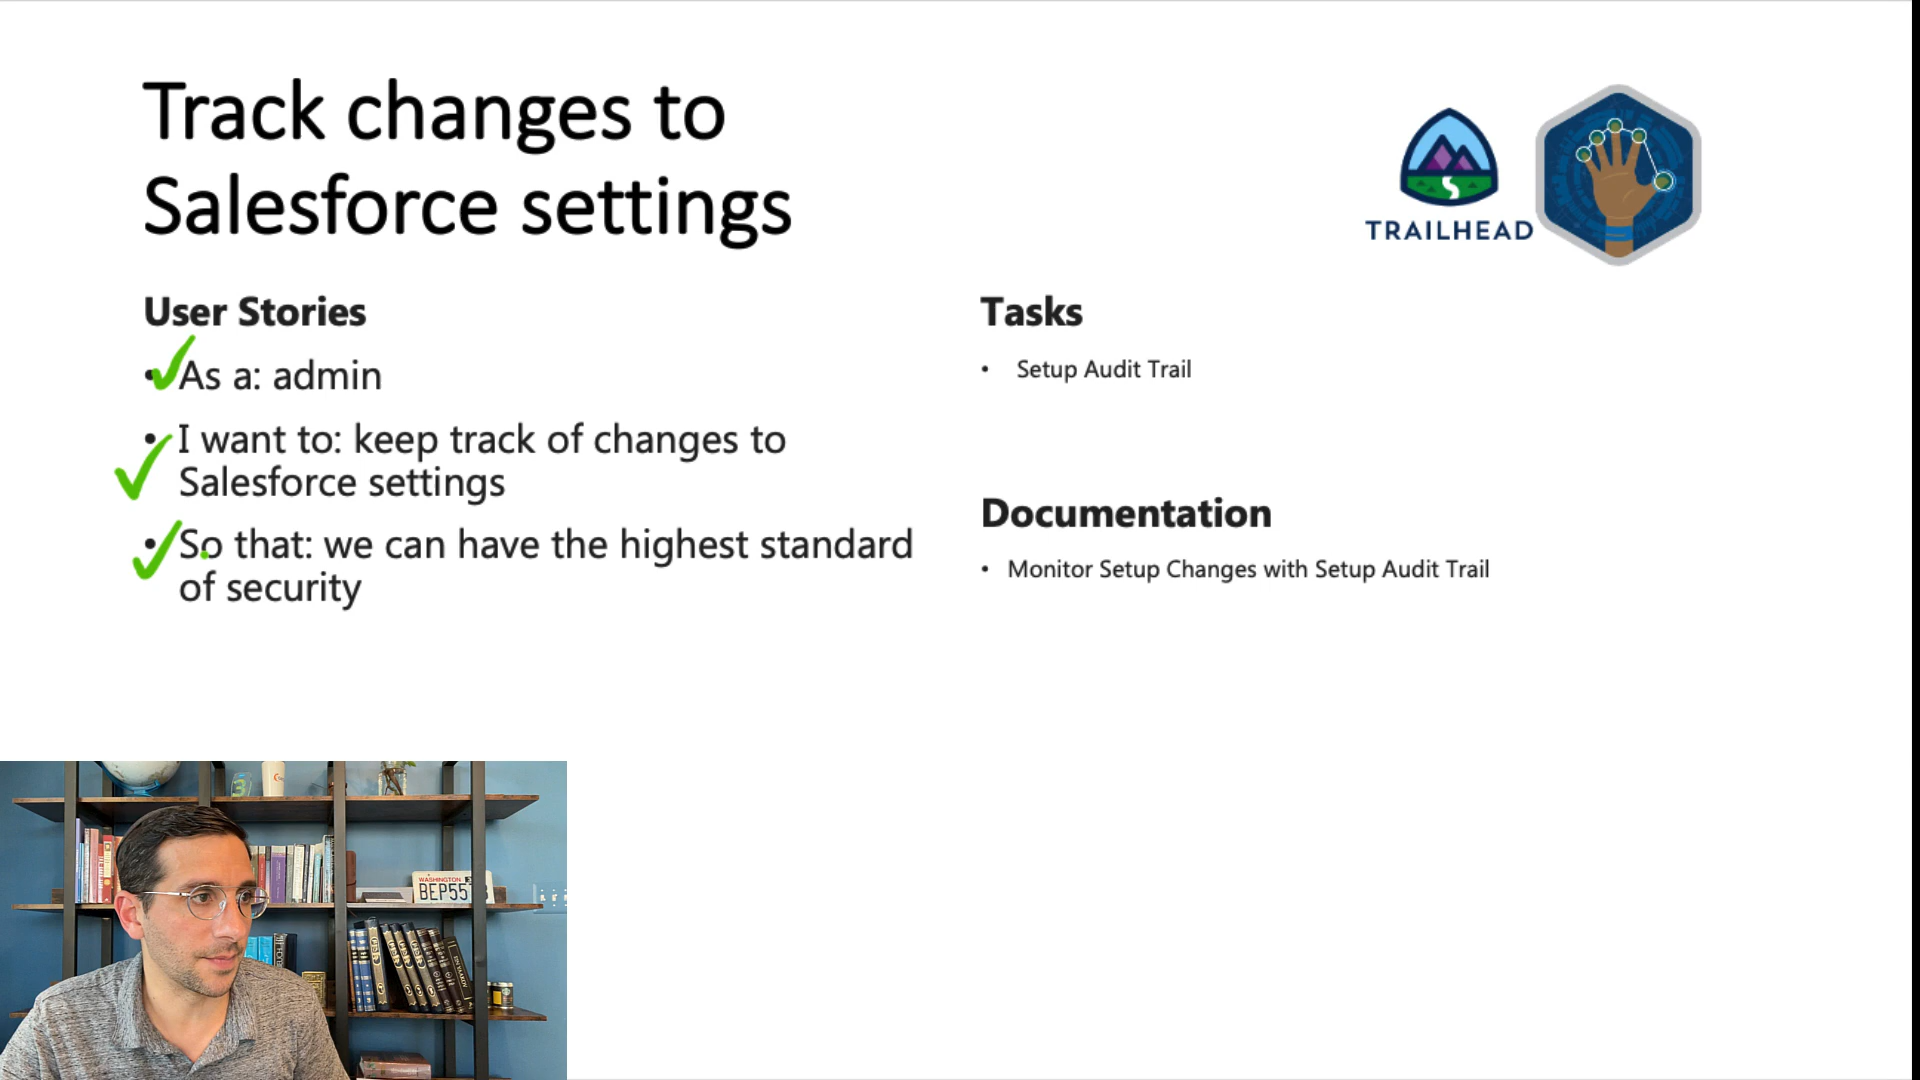 Track changes to
Salesforce settings
TRAILHEAD
User Stories
• As a: admin
• I want to: keep track of changes to
Salesforce settings
• So that: we can have the highest standard
of security
Tasks
• Setup Audit Trail
Documentation
• Monitor Setup Changes with Setup Audit Trail
WASHINGTON
BEP55